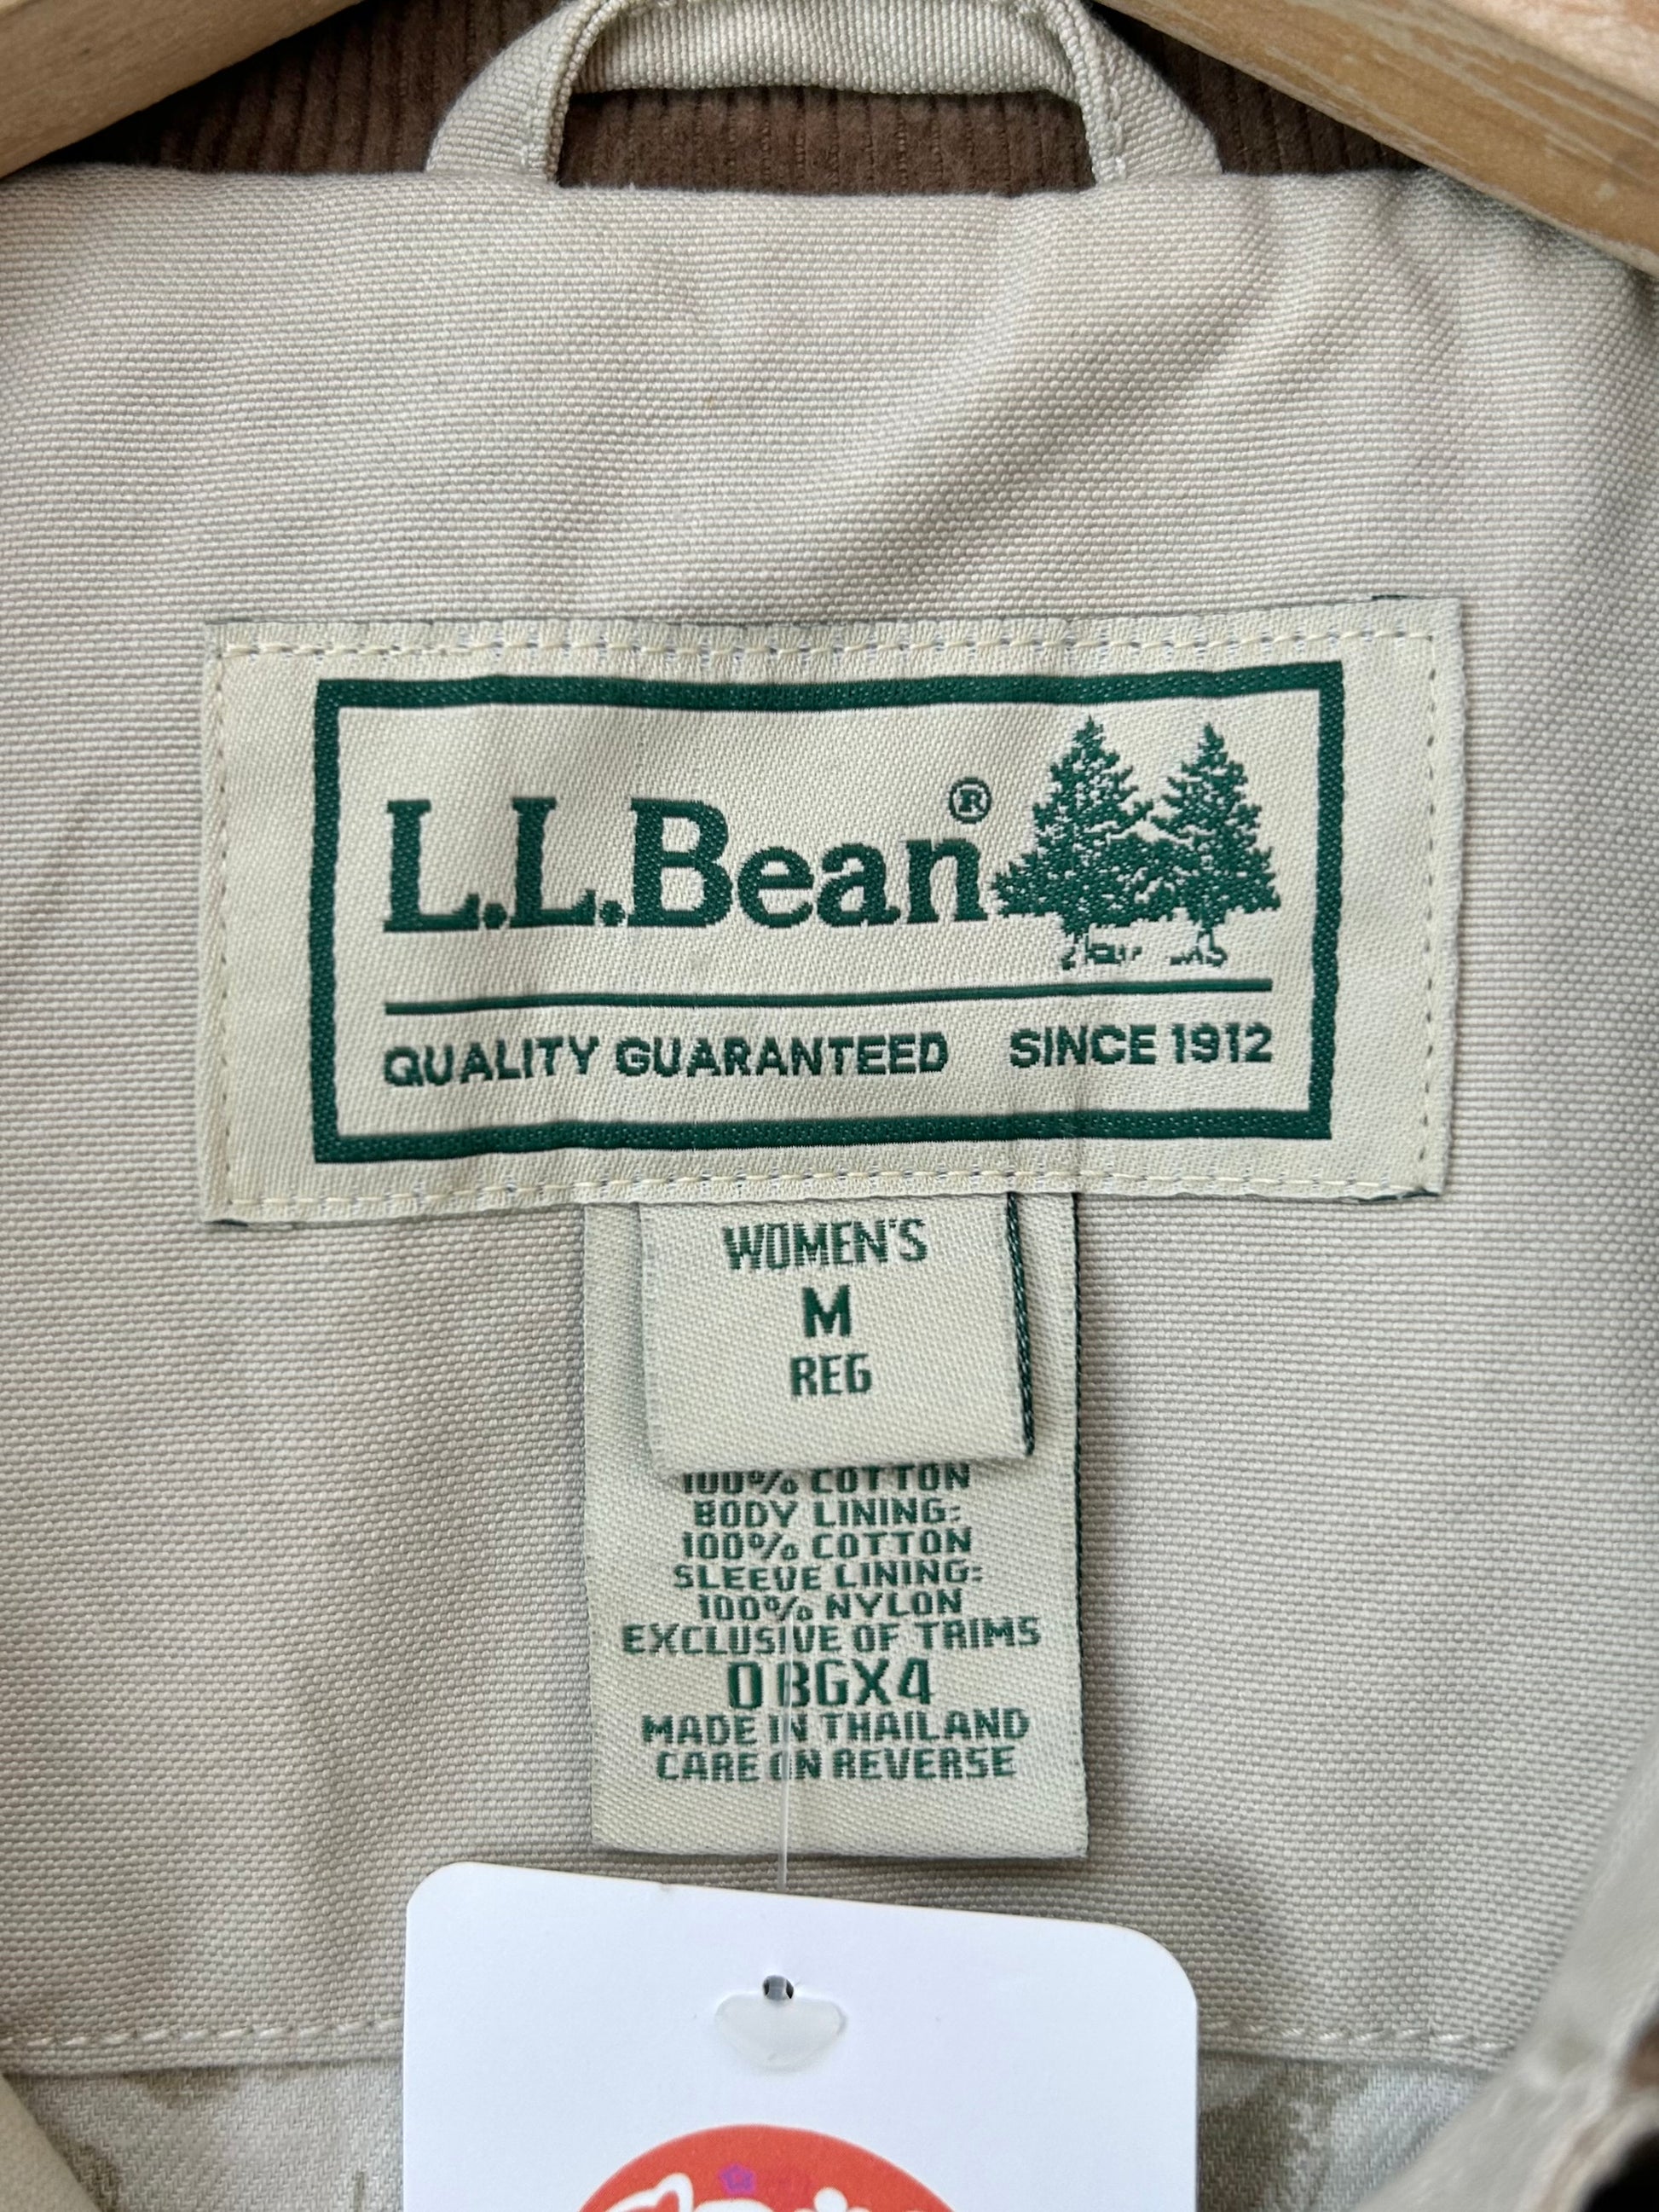 L.L.Bean®
QUALITY GUARANTEED SINCE 1912
WOMEN'S
M
REG
100% COTTON
BODY LINING:
100% COTTON
SLEEVE LINING:
100% NYLON
EXCLUSIVE OF TRIMS
0BGX4
MADE IN THAILAND
CARE ON REVERSE